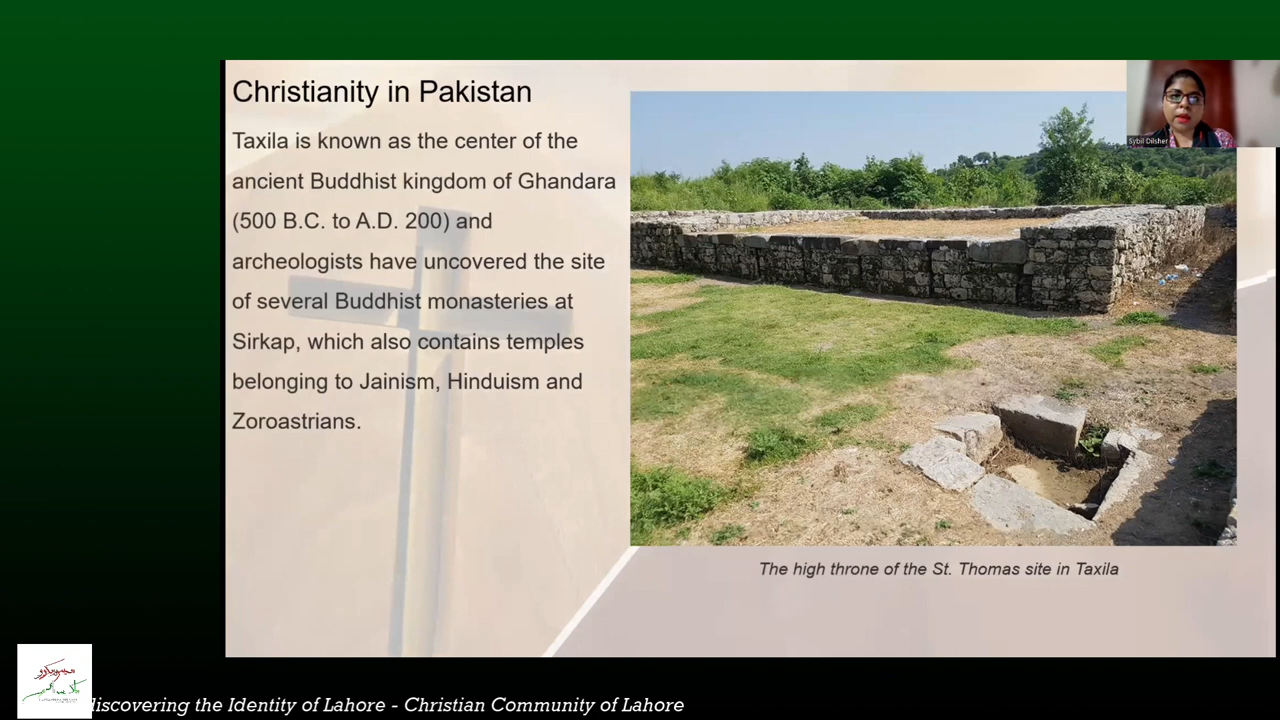 Christianity in Pakistan
Taxila is known as the center of the
ancient Buddhist kingdom of Ghandara
(500 B.C. to A.D. 200) and
archeologists have uncovered the site
of several Buddhist monasteries at
Sirkap, which also contains temples
belonging to Jainism, Hinduism and
Zoroastrians.
Sybil Dilsher
The high throne of the St. Thomas site in Taxila
discovering the Identity of Lahore - Christian Community of Lahore